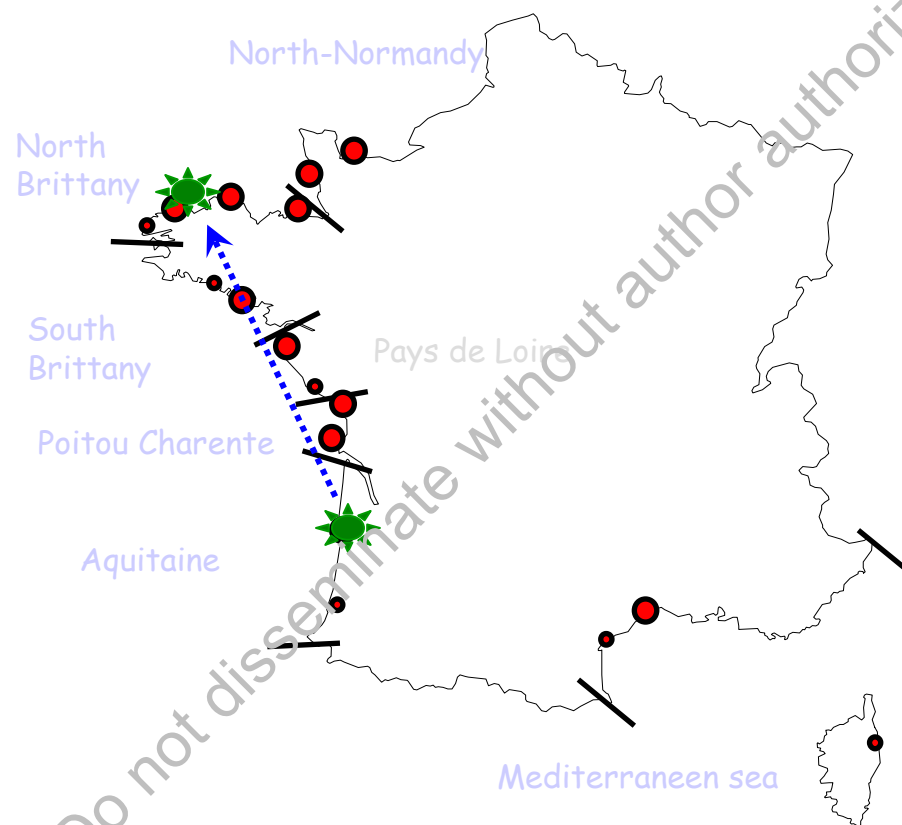 North-Normandy
North
Brittany
South
Brittany
Pays de Loire
Poitou Charente
Aquitaine
Mediterraneen sea
Do not disseminate without author